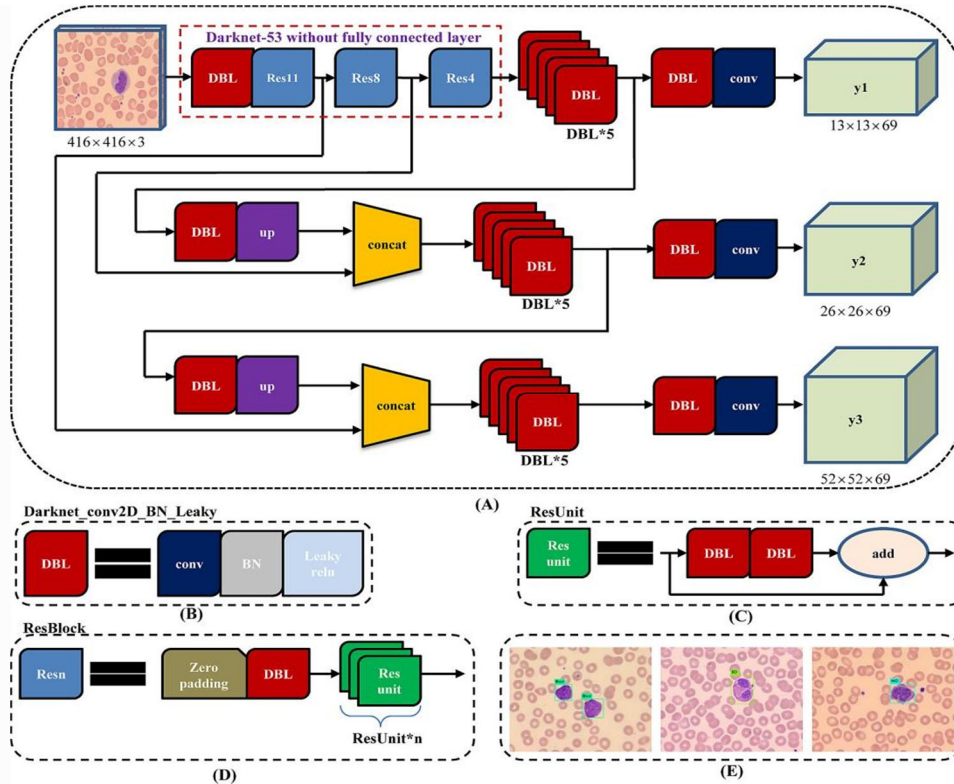 Darknet-53 without fully connected layer
DBL Res11 Res8 Res4 DBL DBL conv y1
416×416×3 DBL*5 13×13×69
DBL up concat DBL DBL conv y2
DBL*5 26×26×69
DBL up concat DBL DBL conv y3
DBL*5 52×52×69
(A)
Darknet_conv2D_BN_Leaky
DBL conv BN Leaky
relu
(B)
ResUnit
Res
unit DBL DBL add
(C)
ResBlock
Resn Zero
padding DBL Res
unit
ResUnit*n
(D)
(E)